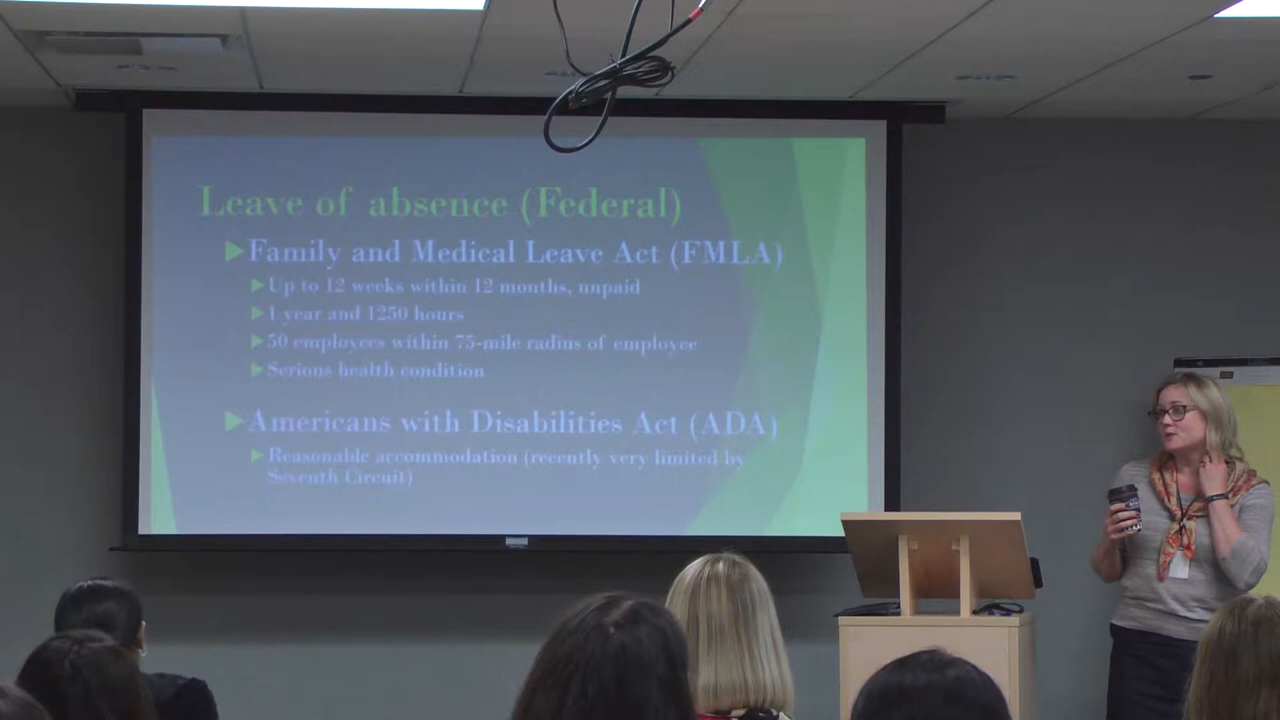 Leave of absence (Federal)
Family and Medical Leave Act (FMLA)
Up to 12 weeks within 12 months, unpaid
1 year and 1250 hours
50 employees within 75-mile radius of employee
Serious health condition
Americans with Disabilities Act (ADA)
Reasonable accommodation (recently very limited by
Seventh Circuit)